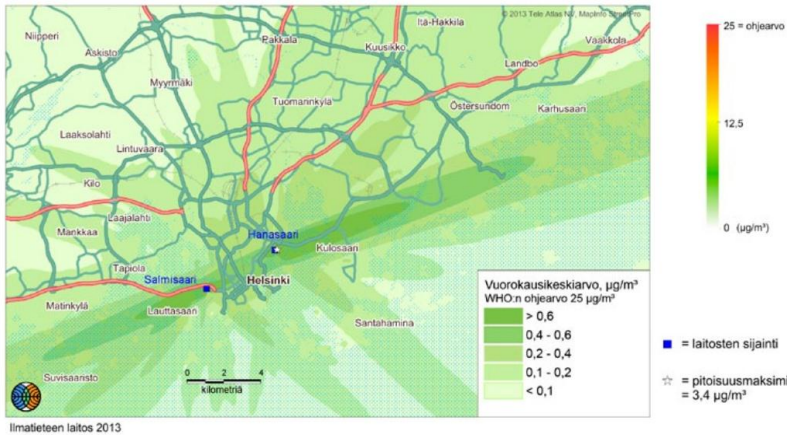 © 2013 Tele Atlas NV, MapInfo StreetPro
Itä-Hakkila
Niipperi
Askisto
Pakkala
Kuusikko
Vaakkola
Landbo
Myyrmäki
Tuomarinkylä
Östersundom
Karhusaari
Laaksolahti
Lintuvaara
Kilo
Laajalahti
Mankkaa
Hanasaari
Kulosaari
Tapiola
Salmisaari
Helsinki
Matinkylä
Lauttasaari
Santahamina
Suvisaaristo
0 2 4
kilometriä
Vuorokausikeskiarvo, µg/m³
WHO:n ohjearvo 25 µg/m³
> 0,6
0,4 - 0,6
0,2 - 0,4
0,1 - 0,2
< 0,1
25 = ohjearvo
12,5
0 (µg/m³)
= laitosten sijainti
= pitoisuusmaksimi
= 3,4 µg/m³
Ilmatieteen laitos 2013